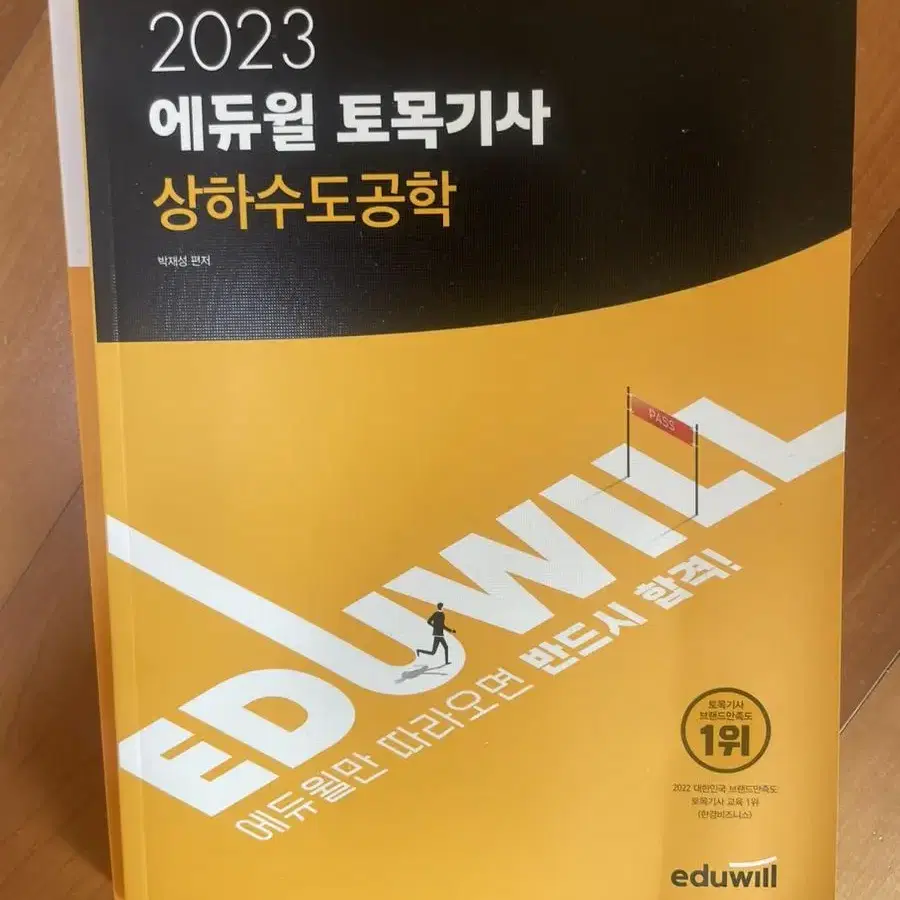 2023
에듀윌 토목기사
상하수도공학
박재성 편저
PASS
EDUWILL
에듀윌만 따라오면 반드시 합격!
토목기사
브랜드만족도
1위
2022 대한민국 브랜드만족도
토목기사 교육 1위
(한경비즈니스)
eduwill